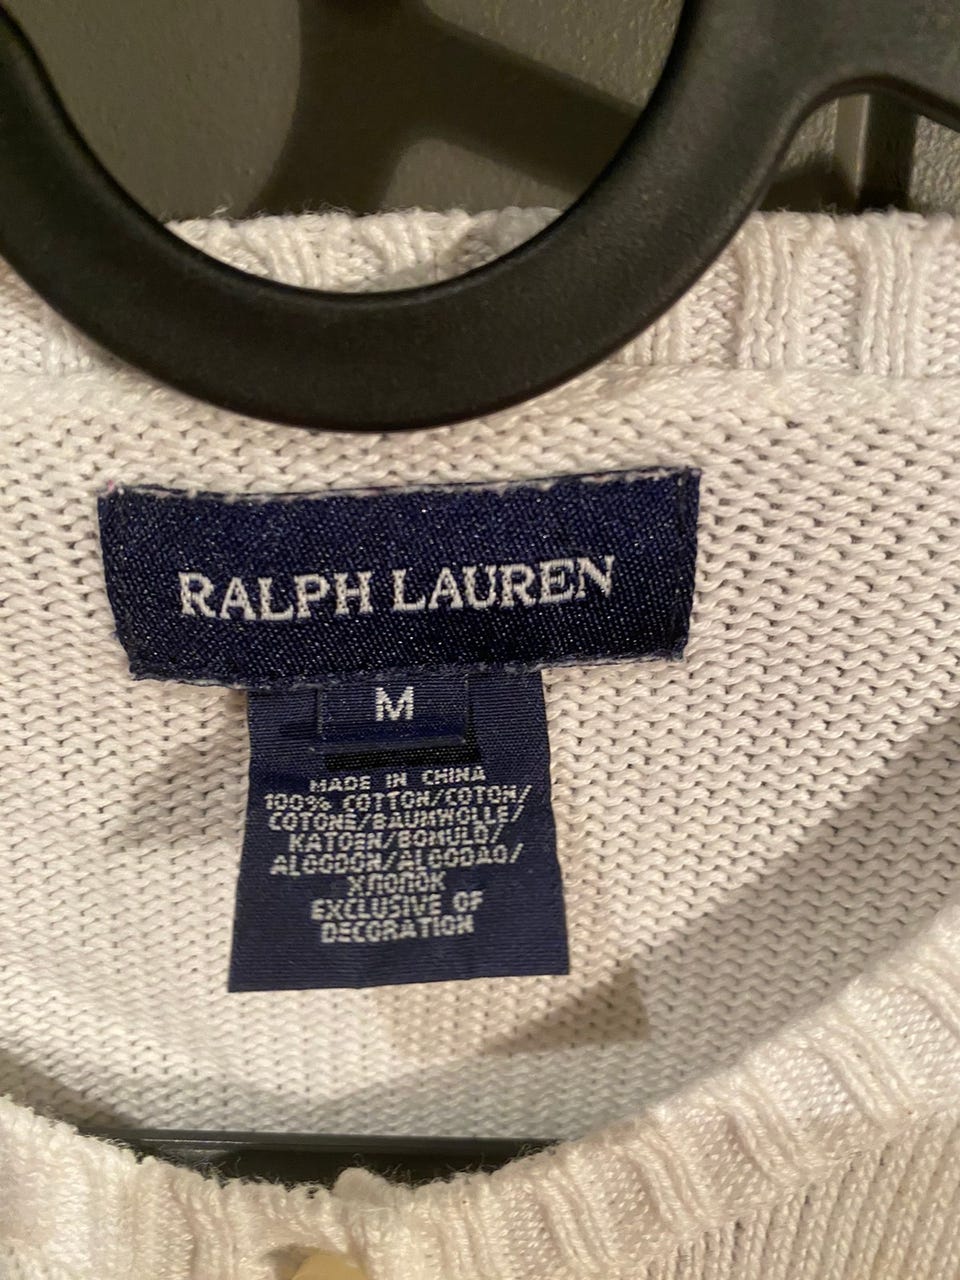 RALPH LAUREN
M
MADE IN CHINA
100% COTTON/COTON/
COTONE/BAUMWOLLE/
KATOEN/BOMULD/
ALGODON/ALGODAO/
ХЛОПОК
EXCLUSIVE OF
DECORATION